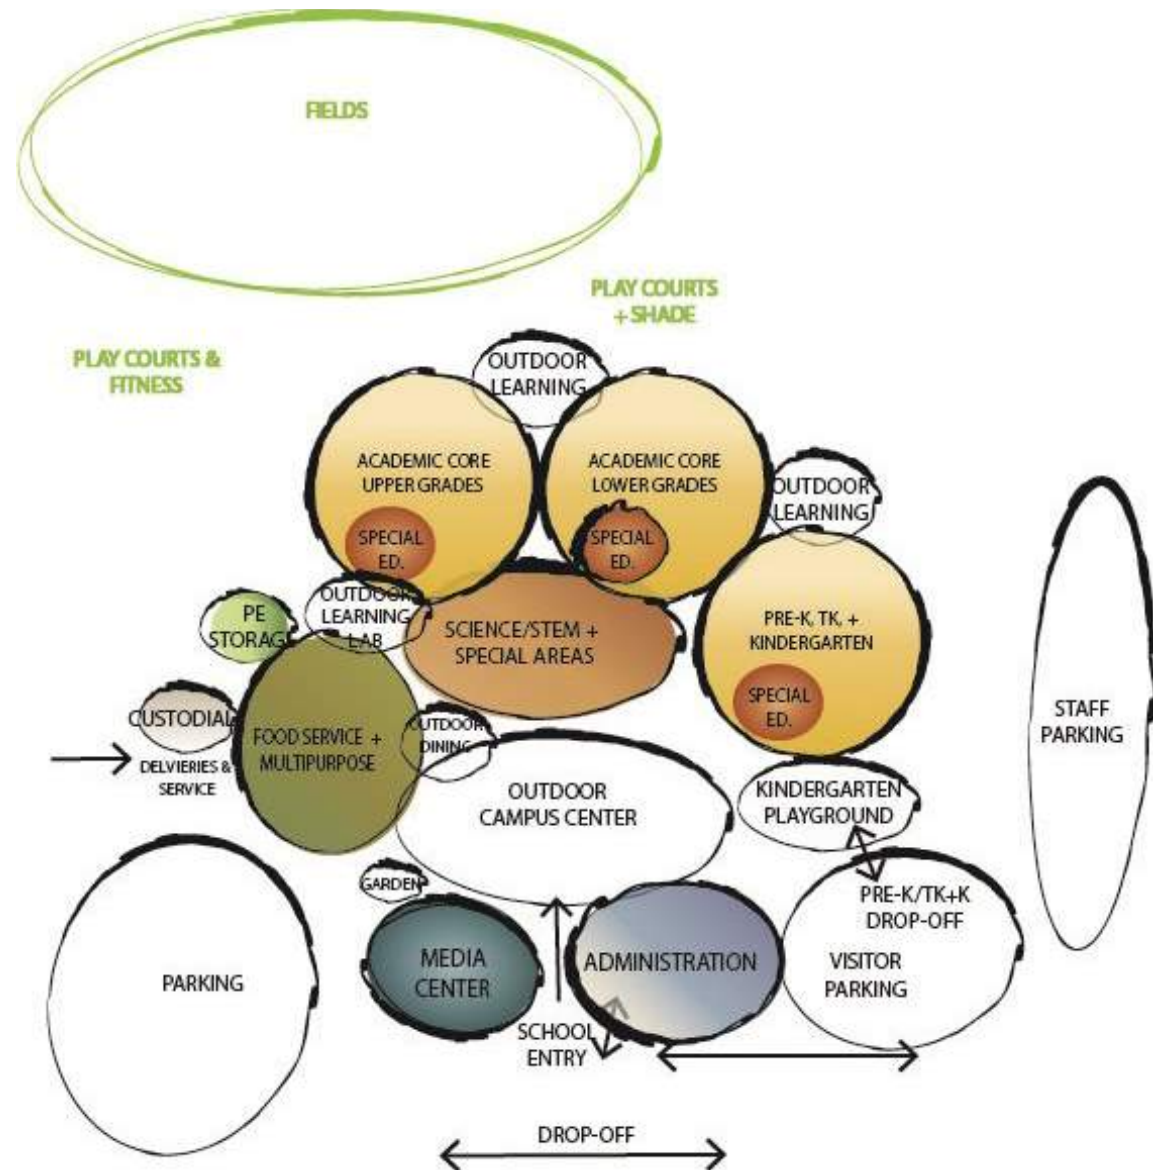 FIELDS
PLAY COURTS
+ SHADE
PLAY COURTS &
FITNESS
OUTDOOR
LEARNING
ACADEMIC CORE
UPPER GRADES
ACADEMIC CORE
LOWER GRADES
OUTDOOR
LEARNING
SPECIAL
ED.
SPECIAL
ED.
OUTDOOR
LEARNING
LAB
PE
STORAGE
SCIENCE/STEM +
SPECIAL AREAS
PRE-K, TK, +
KINDERGARTEN
SPECIAL
ED.
STAFF
PARKING
CUSTODIAL
FOOD SERVICE +
MULTIPURPOSE
OUTDOOR
DINING
DELVIERIES &
SERVICE
OUTDOOR
CAMPUS CENTER
KINDERGARTEN
PLAYGROUND
GARDEN
PRE-K/TK+K
DROP-OFF
MEDIA
CENTER
ADMINISTRATION
VISITOR
PARKING
PARKING
SCHOOL
ENTRY
DROP-OFF